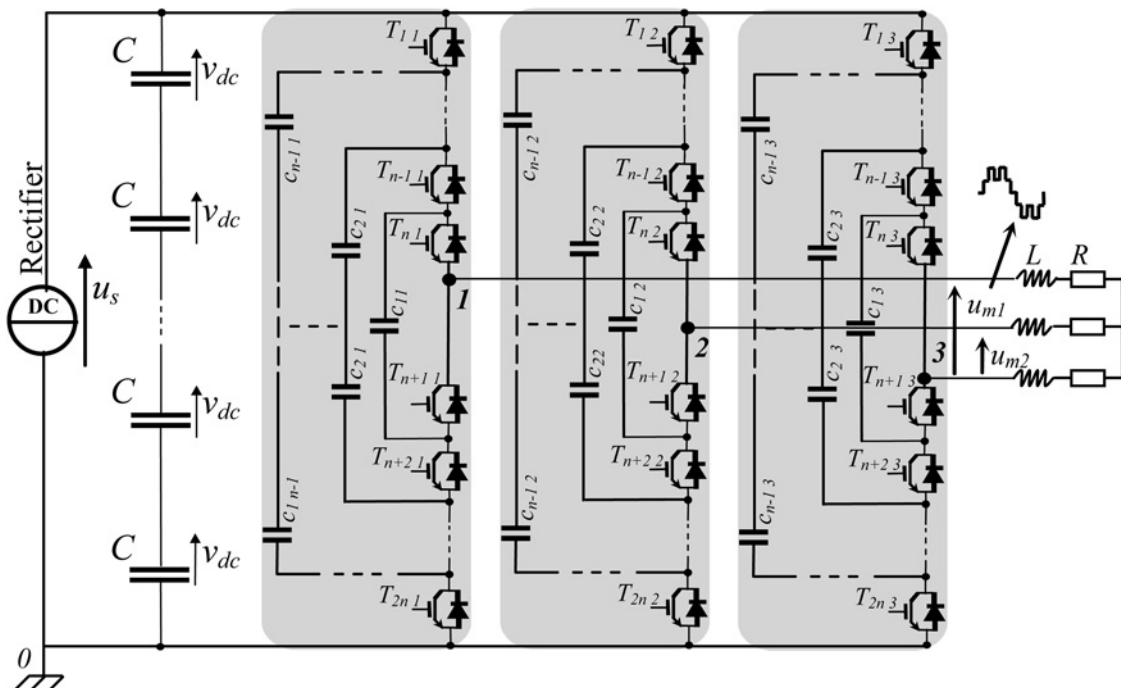 Rectifier
DC
u_s
0
C
v_dc
C
v_dc
C
v_dc
C
v_dc
T_1 1
c_n-1 1
T_n-1 1
T_n 1
c_2 1
c_11
1
c_2 1
T_n+1 1
T_n+2 1
c_1 n-1
T_2n 1
T_1 2
c_n-1 2
T_n-1 2
T_n 2
c_2 2
c_1 2
2
c_22
T_n+1 2
T_n+2 2
c_n-1 2
T_2n 2
T_1 3
c_n-1 3
T_n-1 3
T_n 3
c_2 3
c_1 3
3
c_2 3
T_n+1 3
T_n+2 3
c_n-1 3
T_2n 3
L R
u_m1
u_m2